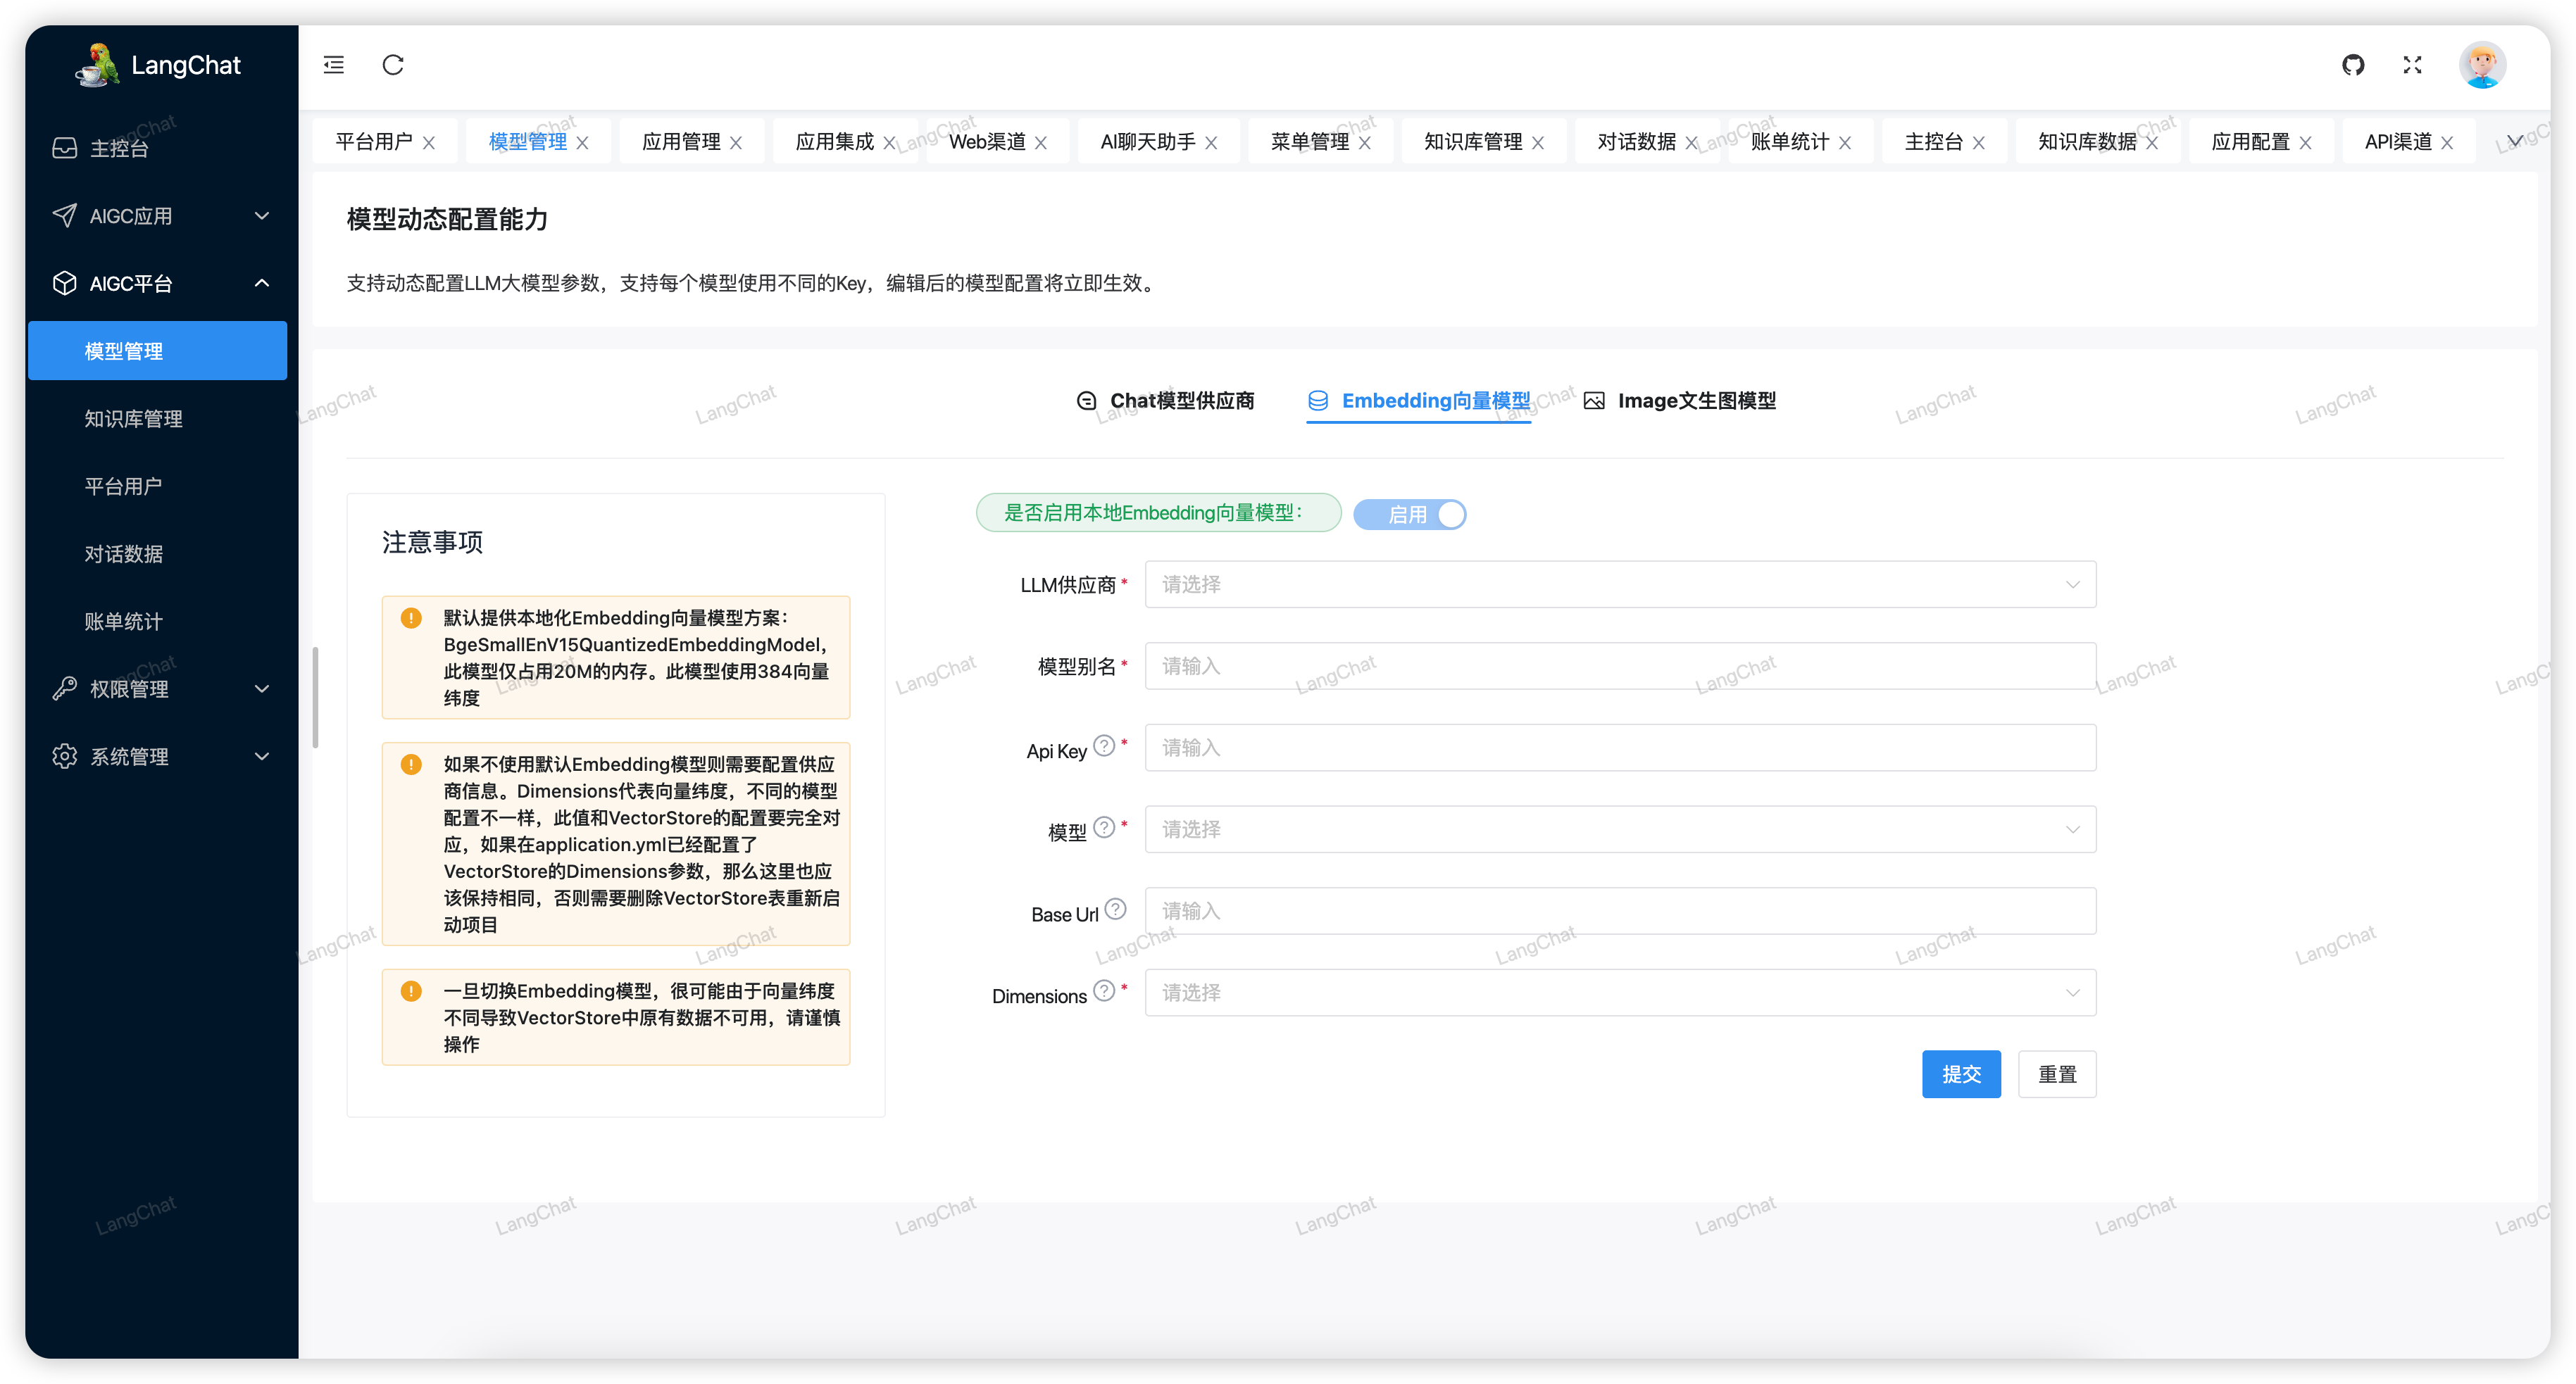 LangChat
主控台
AIGC应用
AIGC平台
模型管理
知识库管理
平台用户
对话数据
账单统计
权限管理
系统管理
平台用户
模型管理
应用管理
应用集成
Web渠道
AI聊天助手
菜单管理
知识库管理
对话数据
账单统计
主控台
知识库数据
应用配置
API渠道
模型动态配置能力
支持动态配置LLM大模型参数，支持每个模型使用不同的Key，编辑后的模型配置将立即生效。
Chat模型供应商
Embedding向量模型
Image文生图模型
注意事项
默认提供本地化Embedding向量模型方案：
BgeSmallEnV15QuantizedEmbeddingModel，
此模型仅占用20M的内存。此模型使用384向量
纬度
如果不使用默认Embedding模型则需要配置供应
商信息。Dimensions代表向量纬度，不同的模型
配置不一样，此值和VectorStore的配置要完全对
应，如果在application.yml已经配置了
VectorStore的Dimensions参数，那么这里也应
该保持相同，否则需要删除VectorStore表重新启
动项目
一旦切换Embedding模型，很可能由于向量纬度
不同导致VectorStore中原有数据不可用，请谨慎
操作
是否启用本地Embedding向量模型：
启用
LLM供应商 *
请选择
模型别名 *
请输入
Api Key *
请输入
模型 *
请选择
Base Url
请输入
Dimensions *
请选择
提交
重置
LangChat